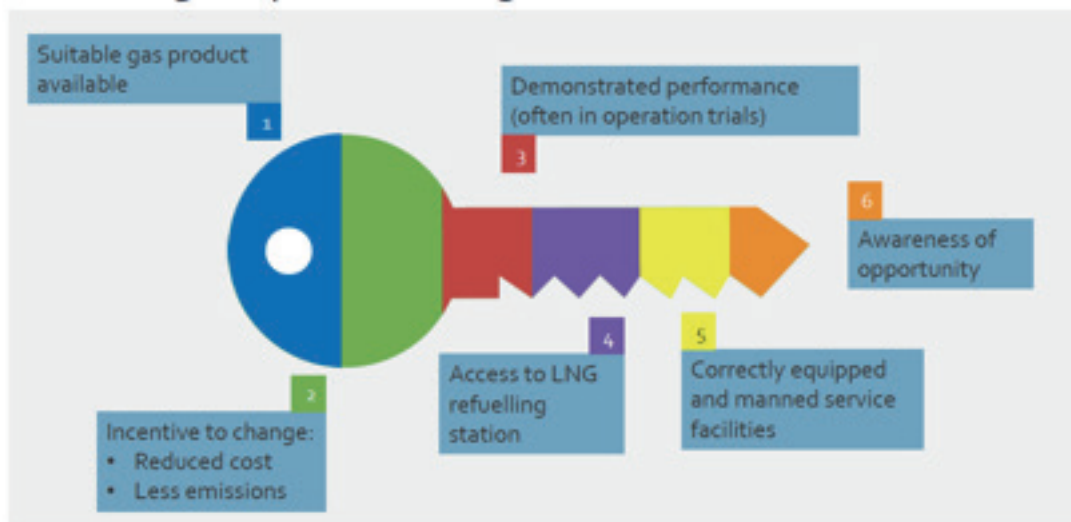 Suitable gas product
available
1
Demonstrated performance
(often in operation trials)
3
6
Awareness of
opportunity
4
Access to LNG
refuelling
station
5
Correctly equipped
and manned service
facilities
2
Incentive to change:
• Reduced cost
• Less emissions